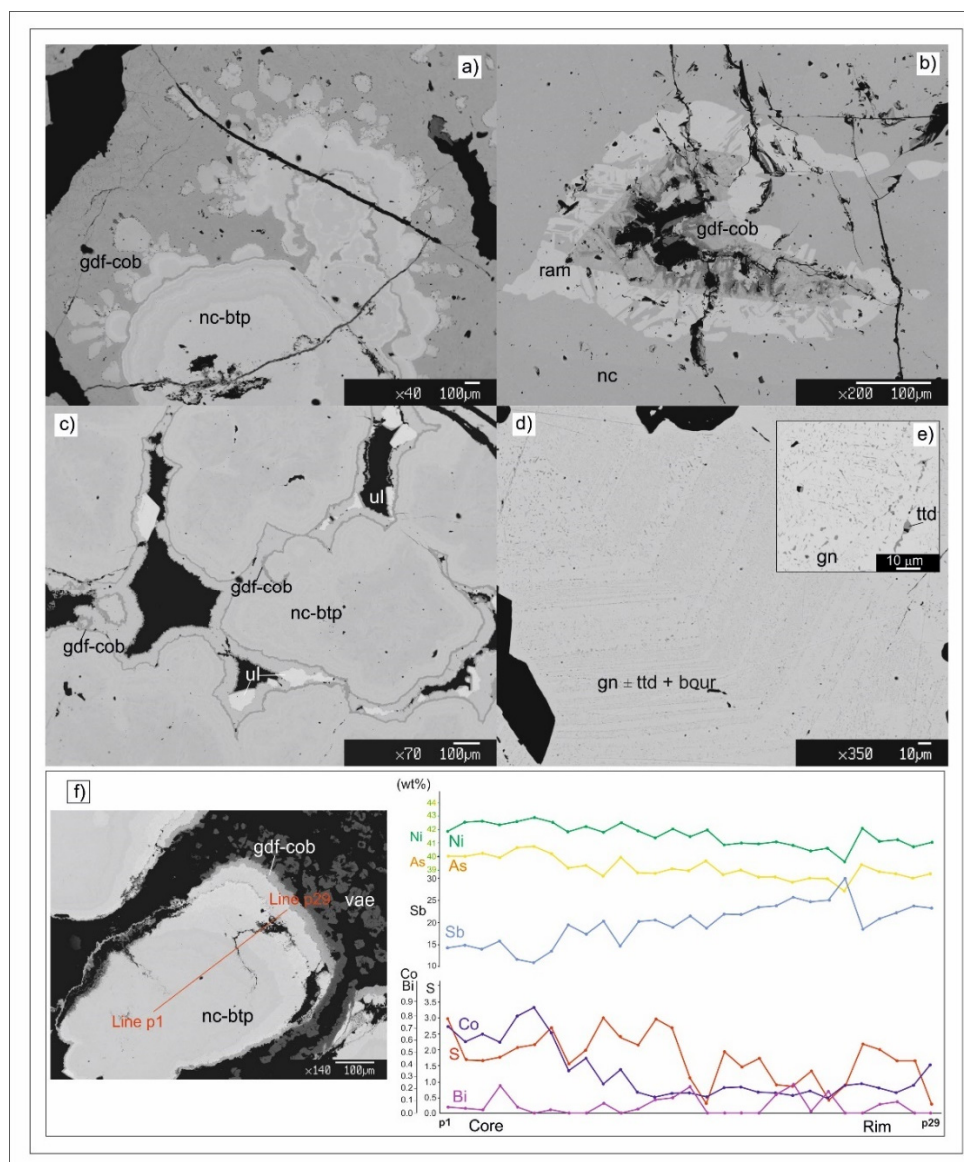 a)
gdf-cob
nc-btp
×40 100µm
b)
gdf-cob
ram
nc
×200 100µm
c)
ul
gdf-cob
nc-btp
gdf-cob
ul
×70 100µm
d)
gn ± ttd + bour
×350 10µm
e)
ttd
gn
10 µm
f)
gdf-cob
Line p29
vae
Line p1
nc-btp
×140 100µm
(wt%)
44
43
Ni 42
41
As 40
39
30
Sb 25
20
15
10
Ni
As
Sb
Co
Bi S
0.9
0.8 3.0
0.7
0.6 2.5
0.5 2.0
0.4 1.5
0.3
0.2 1.0
0.1 0.5
0.0 0.0
Co
S
Bi
p1 Core Rim p29